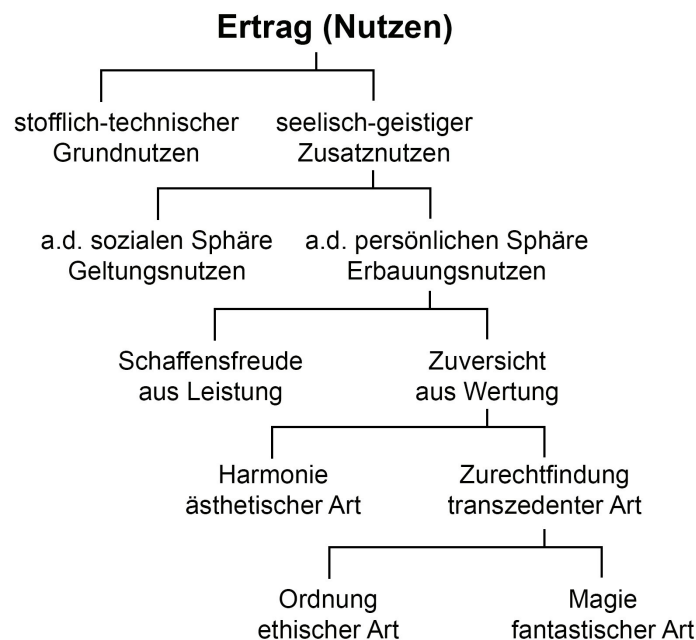 Ertrag (Nutzen)
stofflich-technischer
Grundnutzen
seelisch-geistiger
Zusatznutzen
a.d. sozialen Sphäre
Geltungsnutzen
a.d. persönlichen Sphäre
Erbauungsnutzen
Schaffensfreude
aus Leistung
Zuversicht
aus Wertung
Harmonie
ästhetischer Art
Zurechtfindung
transzedenter Art
Ordnung
ethischer Art
Magie
fantastischer Art